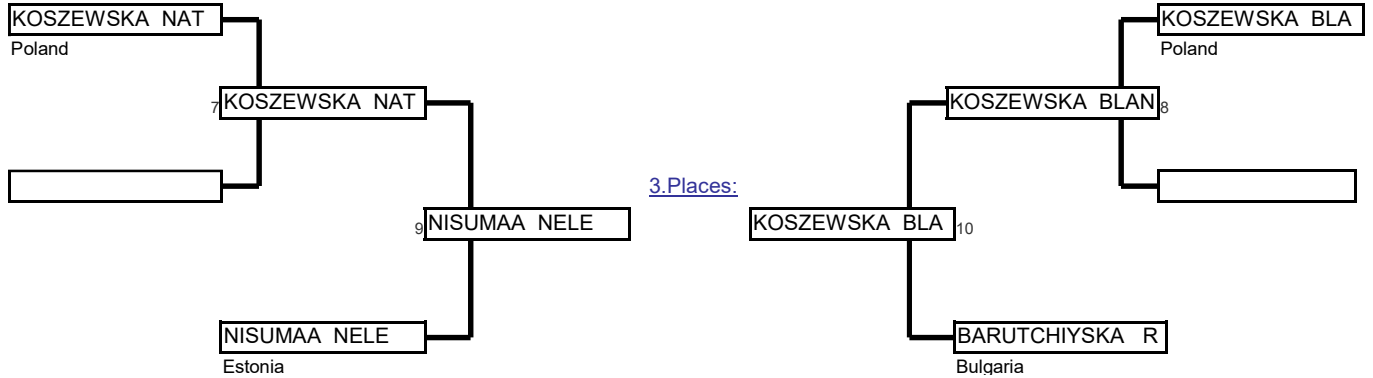 KOSZEWSKA NAT
KOSZEWSKA BLA
Poland
Poland
7 KOSZEWSKA NAT
KOSZEWSKA BLAN 8
3.Places:
9 NISUMAA NELE
KOSZEWSKA BLA 10
NISUMAA NELE
BARUTCHIYSKA R
Estonia
Bulgaria